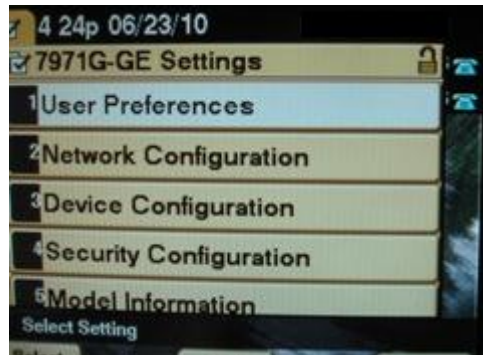 4 24p 06/23/10
7971G-GE Settings
1 User Preferences
2 Network Configuration
3 Device Configuration
4 Security Configuration
5 Model Information
Select Setting